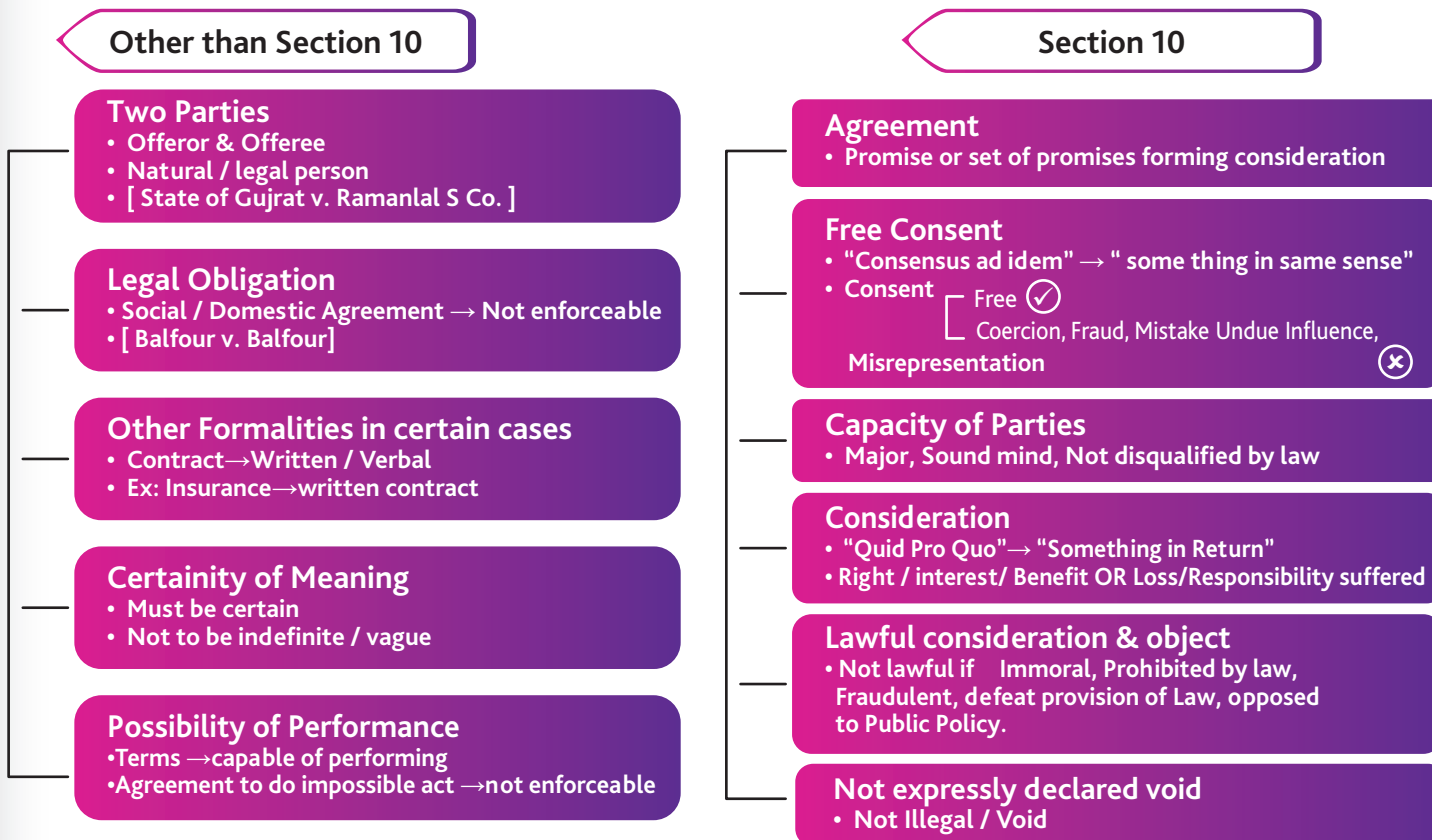 Other than Section 10
Two Parties
• Offeror & Offeree
• Natural / legal person
• [ State of Gujrat v. Ramanlal S Co. ]
Legal Obligation
• Social / Domestic Agreement → Not enforceable
• [ Balfour v. Balfour]
Other Formalities in certain cases
• Contract→Written / Verbal
• Ex: Insurance→written contract
Certainity of Meaning
• Must be certain
• Not to be indefinite / vague
Possibility of Performance
•Terms →capable of performing
•Agreement to do impossible act →not enforceable
Section 10
Agreement
• Promise or set of promises forming consideration
Free Consent
• “Consensus ad idem” → “ some thing in same sense”
• Consent
Free
Coercion, Fraud, Mistake Undue Influence,
Misrepresentation
Capacity of Parties
• Major, Sound mind, Not disqualified by law
Consideration
• “Quid Pro Quo”→ “Something in Return”
• Right / interest/ Benefit OR Loss/Responsibility suffered
Lawful consideration & object
• Not lawful if Immoral, Prohibited by law,
Fraudulent, defeat provision of Law, opposed
to Public Policy.
Not expressly declared void
• Not Illegal / Void